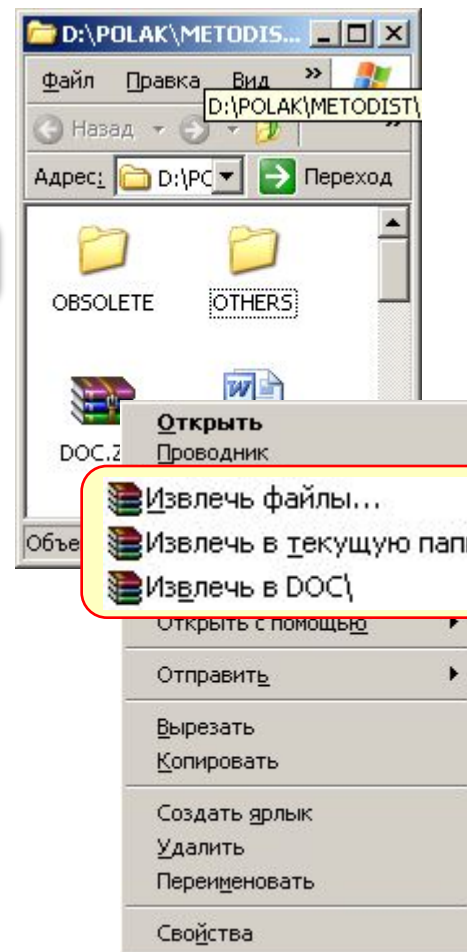 D:\POLAK\METODIS...
Файл Правка Вид »
D:\POLAK\METODIST\
Назад »
Адрес: D:\PC Переход
OBSOLETE OTHERS
DOC.Z
Открыть
Проводник
Извлечь файлы...
Извлечь в текущую пап
Объе
Извлечь в DOC\
Открыть с помощью
Отправить
Вырезать
Копировать
Создать ярлык
Удалить
Переименовать
Свойства